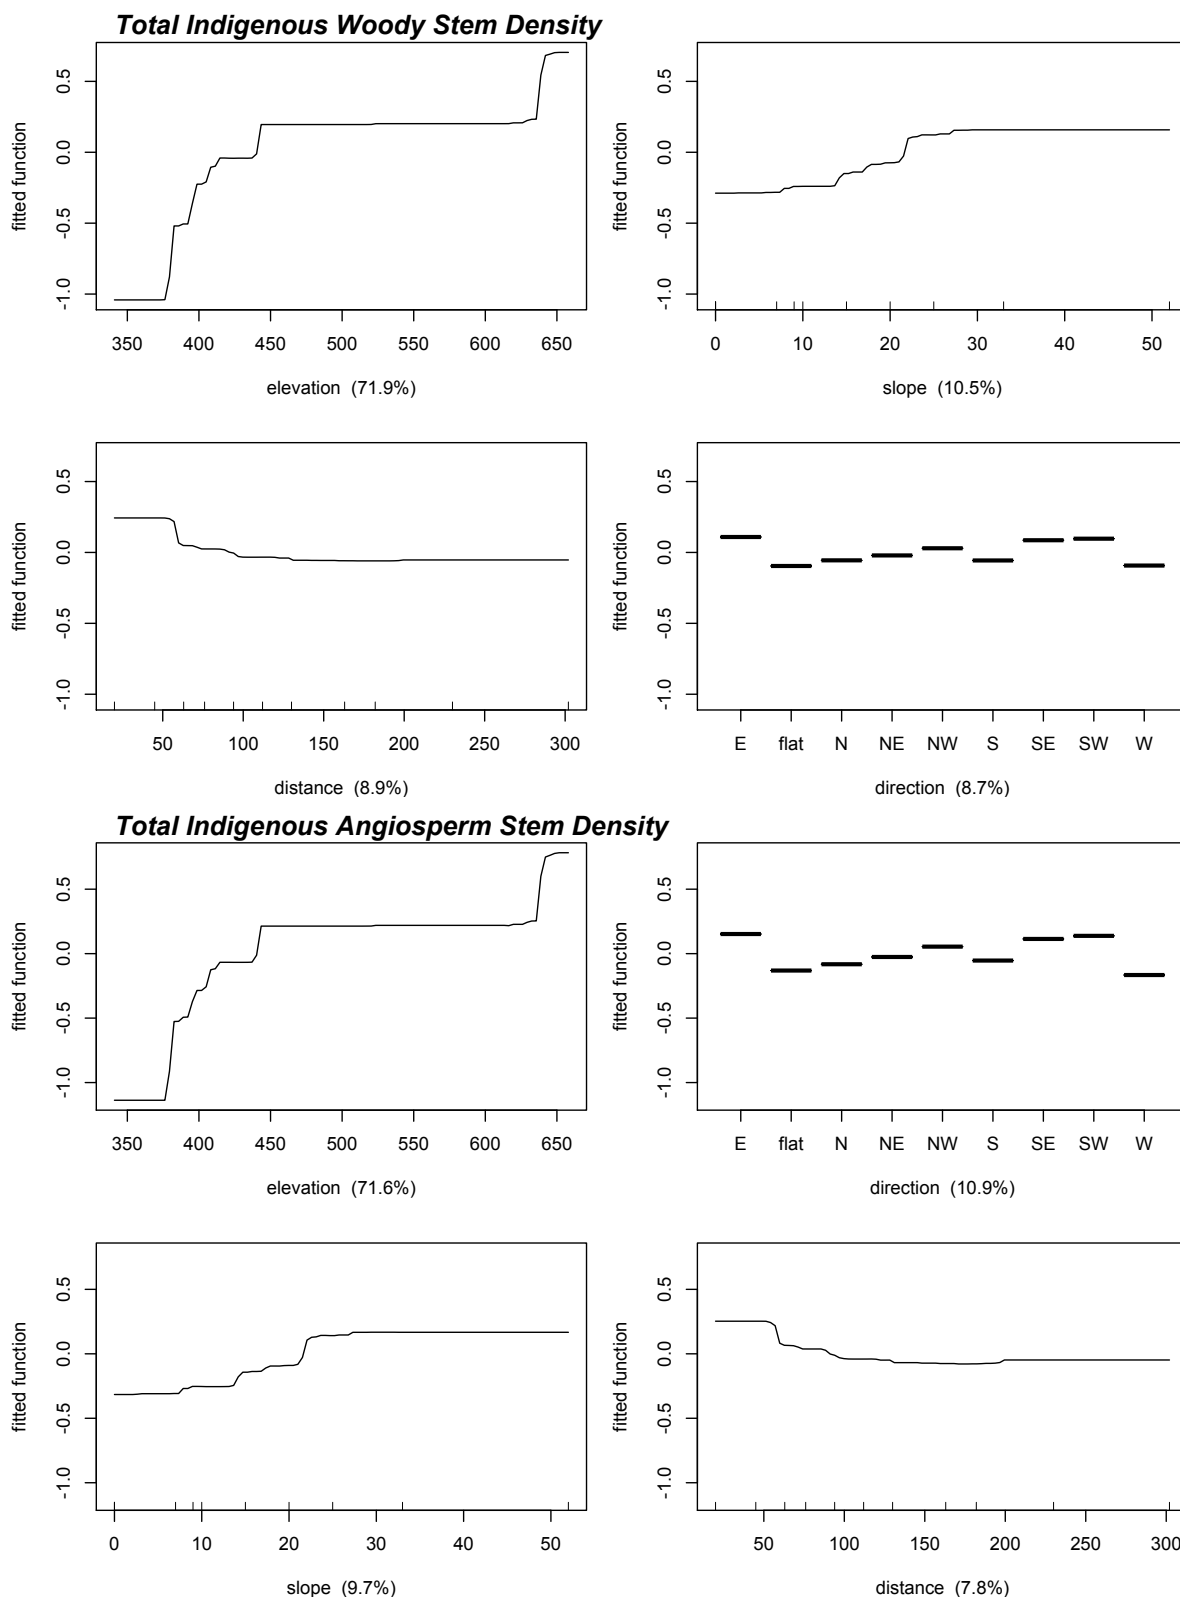 Total Indigenous Woody Stem Density
fitted function
-1.0 -0.5 0.0 0.5
350 400 450 500 550 600 650
elevation (71.9%)
fitted function
-1.0 -0.5 0.0 0.5
0 10 20 30 40 50
slope (10.5%)
fitted function
-1.0 -0.5 0.0 0.5
50 100 150 200 250 300
distance (8.9%)
fitted function
-1.0 -0.5 0.0 0.5
E flat N NE NW S SE SW W
direction (8.7%)
Total Indigenous Angiosperm Stem Density
fitted function
-1.0 -0.5 0.0 0.5
350 400 450 500 550 600 650
elevation (71.6%)
fitted function
-1.0 -0.5 0.0 0.5
E flat N NE NW S SE SW W
direction (10.9%)
fitted function
-1.0 -0.5 0.0 0.5
0 10 20 30 40 50
slope (9.7%)
fitted function
-1.0 -0.5 0.0 0.5
50 100 150 200 250 300
distance (7.8%)